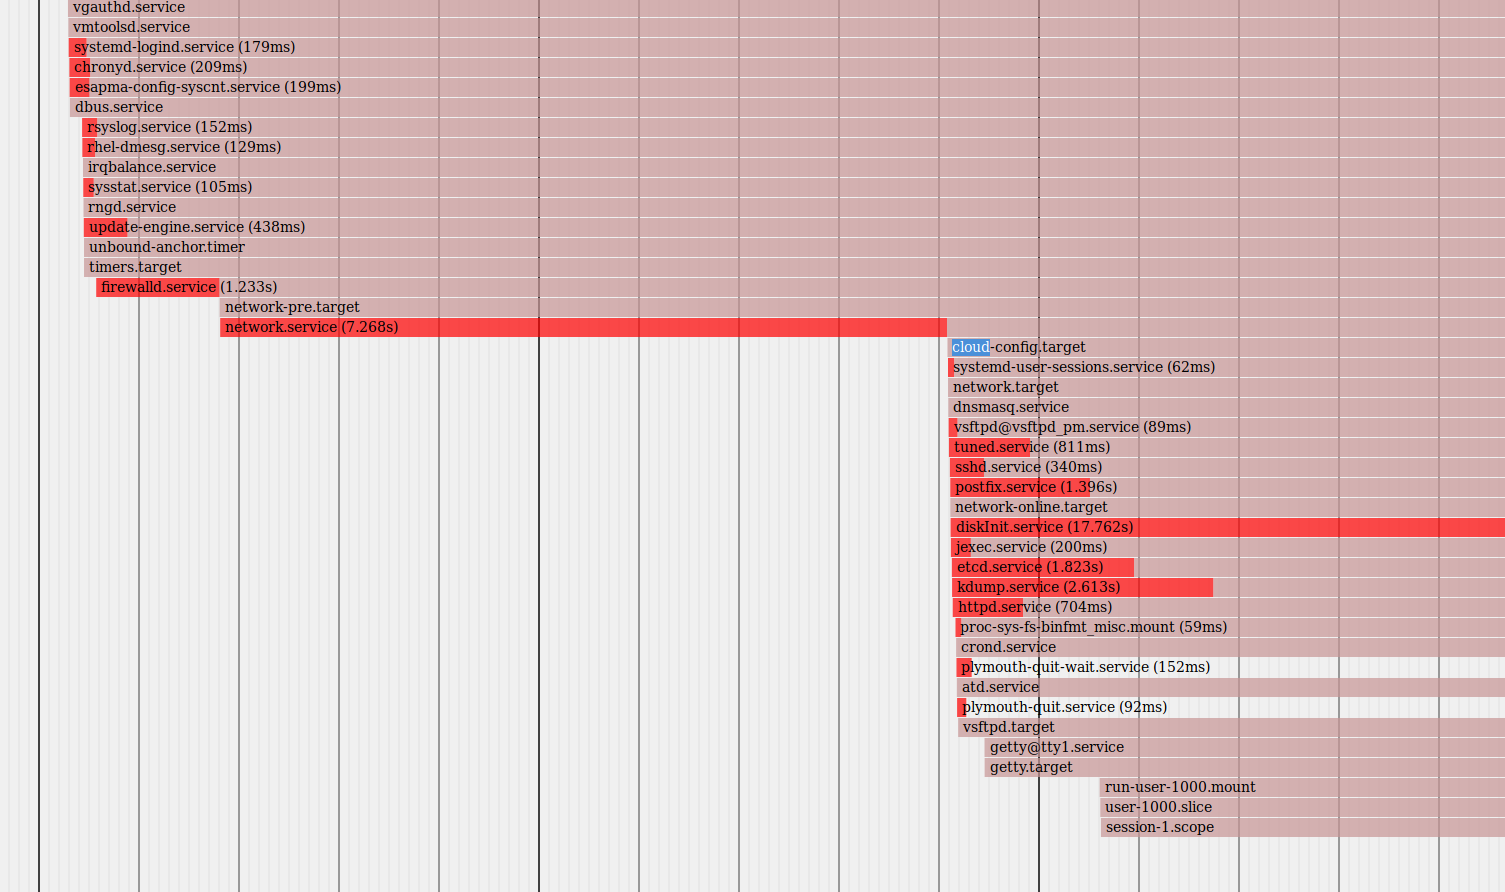 vgauthd.service
vmtoolsd.service
systemd-logind.service (179ms)
chronyd.service (209ms)
esapma-config-syscnt.service (199ms)
dbus.service
rsyslog.service (152ms)
rhel-dmesg.service (129ms)
irqbalance.service
sysstat.service (105ms)
rngd.service
update-engine.service (438ms)
unbound-anchor.timer
timers.target
firewalld.service (1.233s)
network-pre.target
network.service (7.268s)
cloud-config.target
systemd-user-sessions.service (62ms)
network.target
dnsmasq.service
vsftpd@vsftpd_pm.service (89ms)
tuned.service (811ms)
sshd.service (340ms)
postfix.service (1.396s)
network-online.target
diskInit.service (17.762s)
jexec.service (200ms)
etcd.service (1.823s)
kdump.service (2.613s)
httpd.service (704ms)
proc-sys-fs-binfmt_misc.mount (59ms)
crond.service
plymouth-quit-wait.service (152ms)
atd.service
plymouth-quit.service (92ms)
vsftpd.target
getty@tty1.service
getty.target
run-user-1000.mount
user-1000.slice
session-1.scope